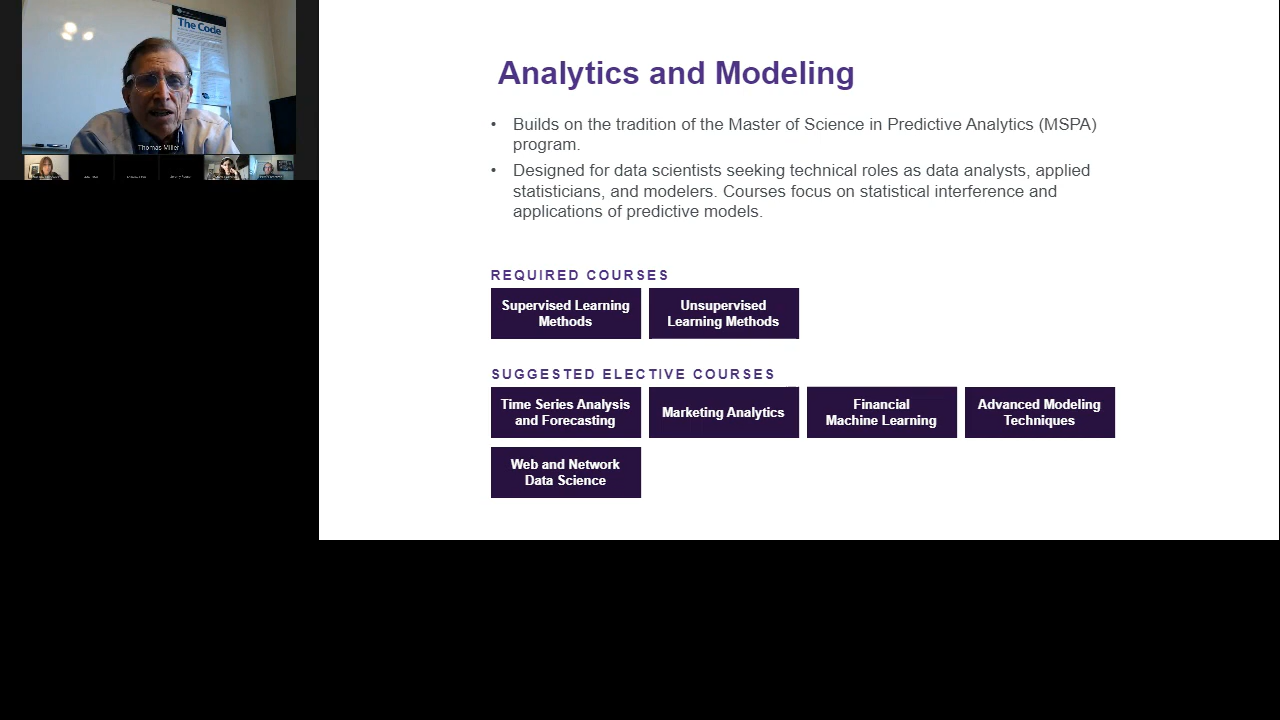 The Code
Thomas Miller
Analytics and Modeling
• Builds on the tradition of the Master of Science in Predictive Analytics (MSPA)
program.
• Designed for data scientists seeking technical roles as data analysts, applied
statisticians, and modelers. Courses focus on statistical interference and
applications of predictive models.
REQUIRED COURSES
Supervised Learning
Methods
Unsupervised
Learning Methods
SUGGESTED ELECTIVE COURSES
Time Series Analysis
and Forecasting
Marketing Analytics
Financial
Machine Learning
Advanced Modeling
Techniques
Web and Network
Data Science